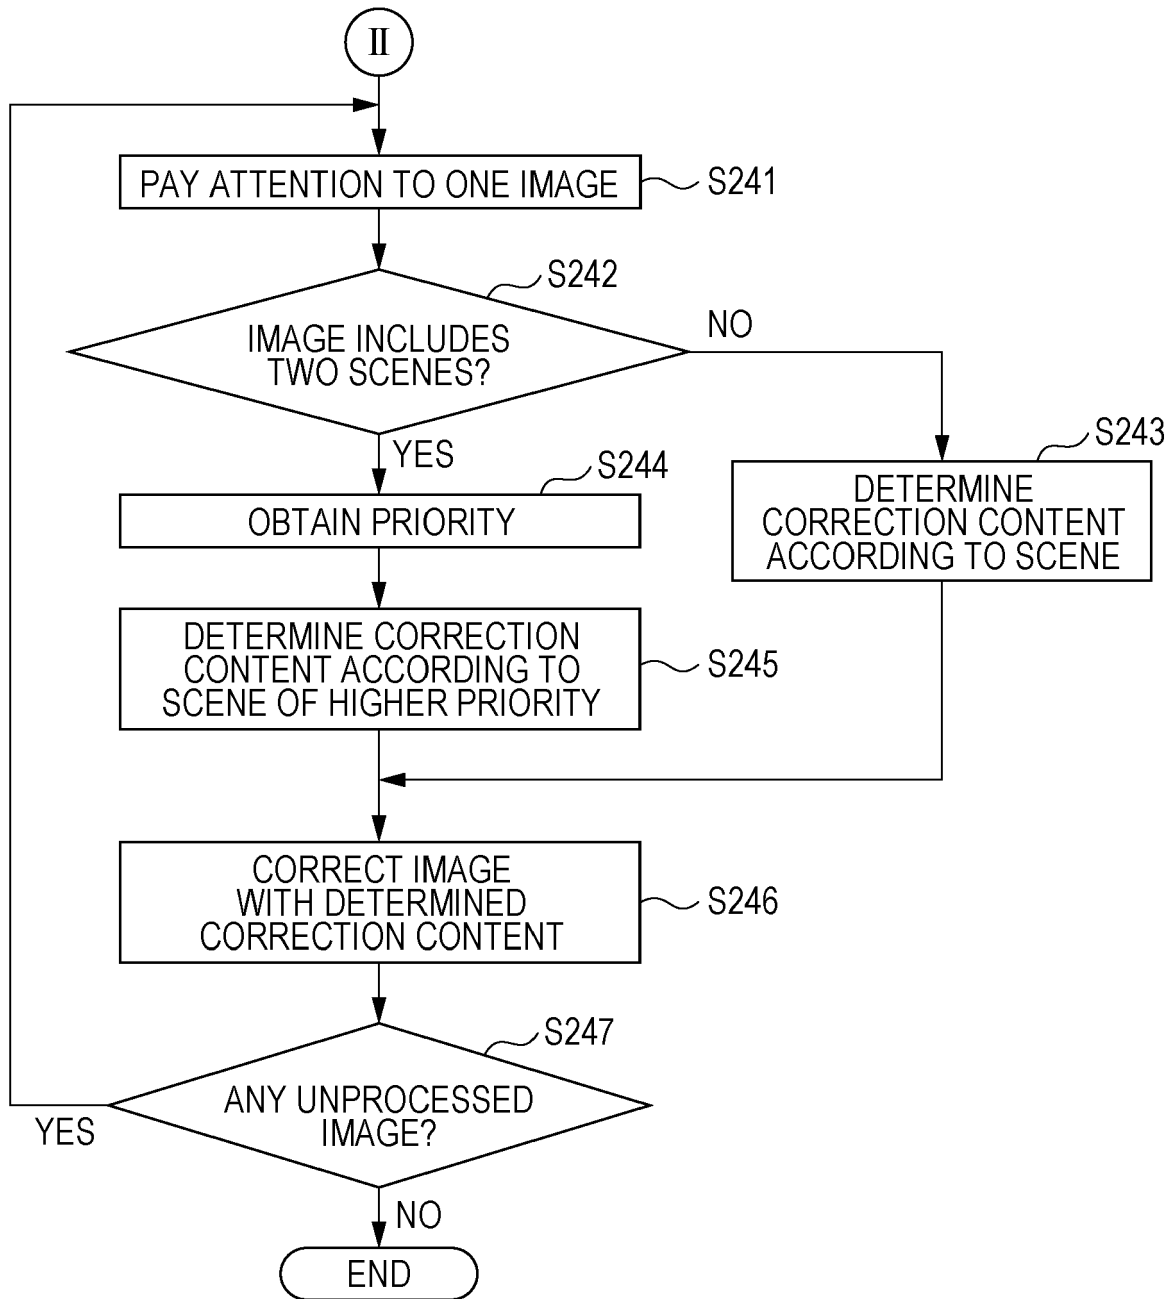 II
PAY ATTENTION TO ONE IMAGE
S241
S242
IMAGE INCLUDES
TWO SCENES?
NO
YES
S243
DETERMINE
CORRECTION CONTENT
ACCORDING TO SCENE
S244
OBTAIN PRIORITY
DETERMINE CORRECTION
CONTENT ACCORDING TO
SCENE OF HIGHER PRIORITY
S245
CORRECT IMAGE
WITH DETERMINED
CORRECTION CONTENT
S246
S247
ANY UNPROCESSED
IMAGE?
YES
NO
END